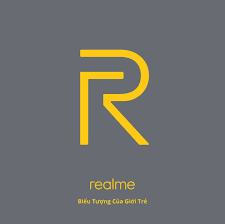 R
realme
Biểu Tượng Của Giới Trẻ